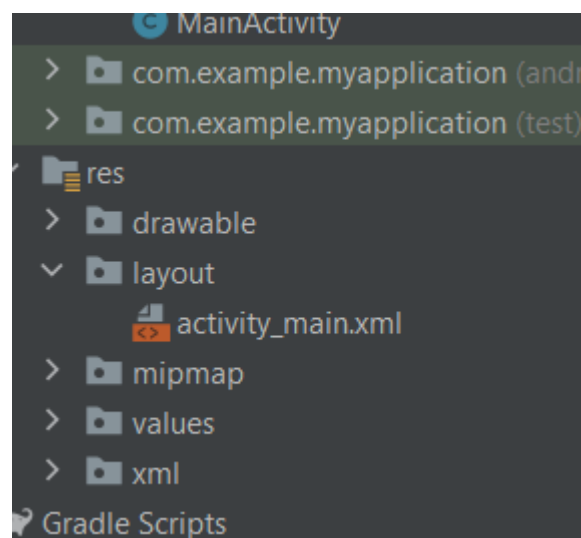 MainActivity
com.example.myapplication (andr
com.example.myapplication (test)
res
drawable
layout
activity_main.xml
mipmap
values
xml
Gradle Scripts